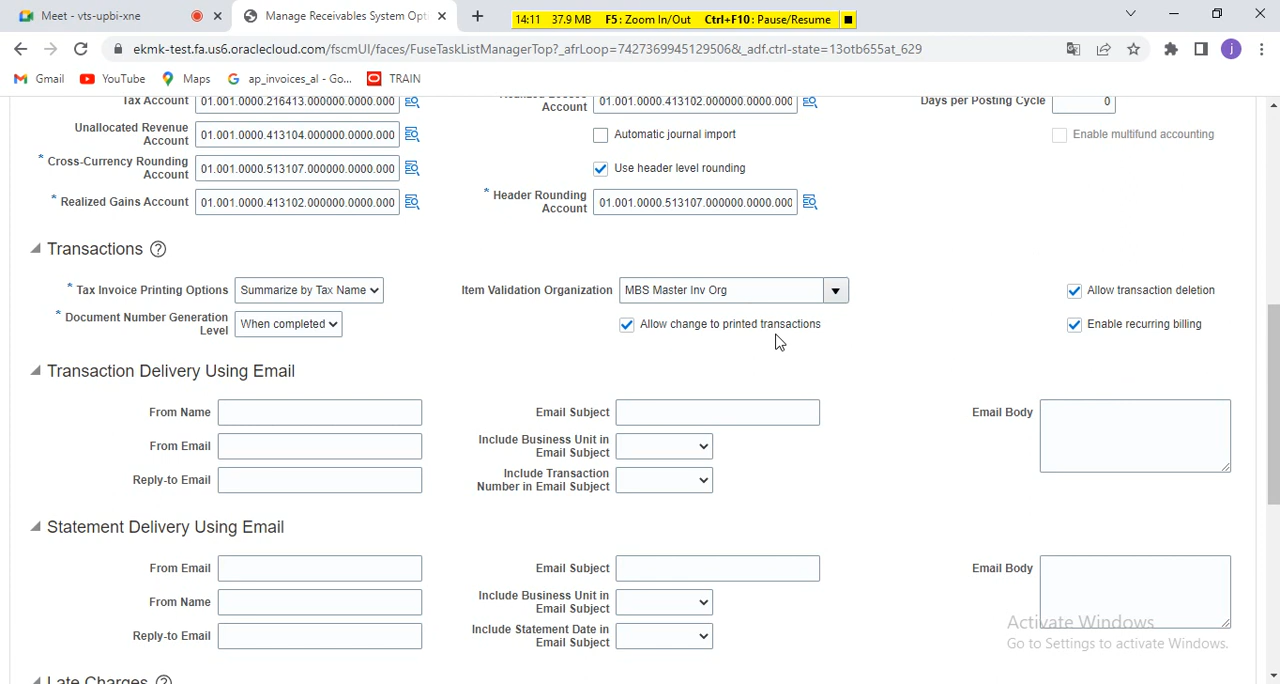 Meet - vts-upbi-xne
Manage Receivables System Opt
14:11 37.9 MB F5: Zoom In/Out Ctrl+F10: Pause/Resume
ekmk-test.fa.us6.oraclecloud.com/fscmUI/faces/FuseTaskListManagerTop?_afrLoop=7427369945129506&_adf.ctrl-state=13otb655at_629
j
Gmail YouTube Maps ap_invoices_al - Go... TRAIN
Tax Account 01.001.0000.216413.000000.0000.000 Account 01.001.0000.413102.000000.0000.000 Days per Posting Cycle 0
Unallocated Revenue Account 01.001.0000.413104.000000.0000.000 Automatic journal import Enable multifund accounting
* Cross-Currency Rounding Account 01.001.0000.513107.000000.0000.000 Use header level rounding
* Realized Gains Account 01.001.0000.413102.000000.0000.000 * Header Rounding Account 01.001.0000.513107.000000.0000.000
Transactions ?
* Tax Invoice Printing Options Summarize by Tax Name Item Validation Organization MBS Master Inv Org Allow transaction deletion
* Document Number Generation Level When completed Allow change to printed transactions Enable recurring billing
Transaction Delivery Using Email
From Name Email Subject Email Body
From Email Include Business Unit in Email Subject
Reply-to Email Include Transaction Number in Email Subject
Statement Delivery Using Email
From Email Email Subject Email Body
From Name Include Business Unit in Email Subject
Reply-to Email Include Statement Date in Email Subject
Activate Windows
Go to Settings to activate Windows.
Late Charges ?